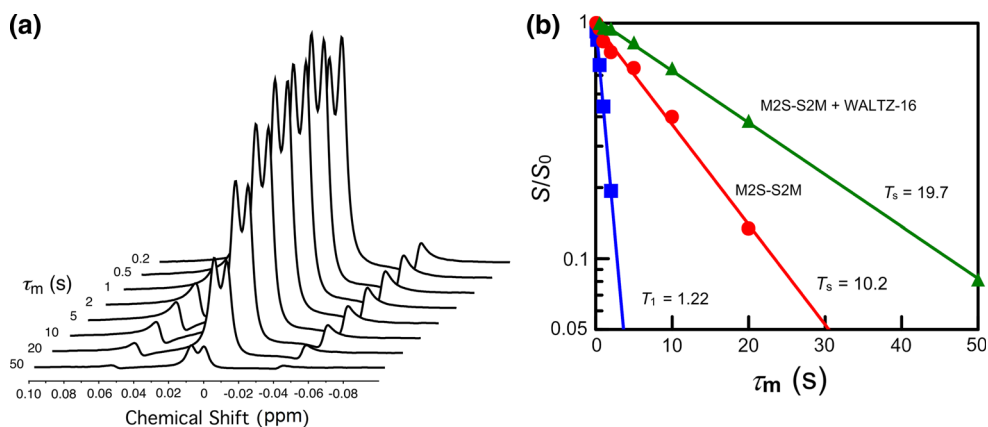 (a)
0.2
0.5
1
2
5
10
20
50
τm (s)
0.10 0.08 0.06 0.04 0.02 0 -0.02 -0.04 -0.06 -0.08
Chemical Shift (ppm)
(b)
1
0.1
0.05
S/S0
M2S-S2M + WALTZ-16
M2S-S2M
Ts = 19.7
Ts = 10.2
T1 = 1.22
0 10 20 30 40 50
τm (s)